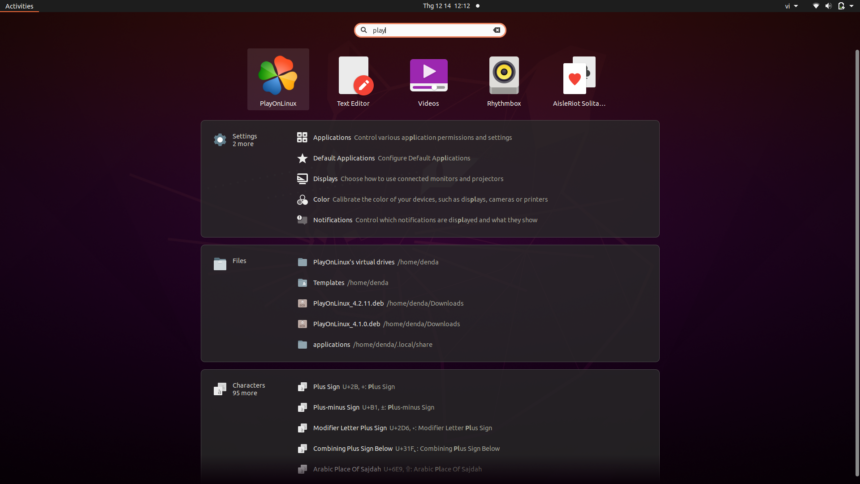 Activities
Thg 12 14 12:12
vi
play
PlayOnLinux
Text Editor
Videos
Rhythmbox
AisleRiot Solita...
Settings
2 more
Applications Control various application permissions and settings
Default Applications Configure Default Applications
Displays Choose how to use connected monitors and projectors
Color Calibrate the color of your devices, such as displays, cameras or printers
Notifications Control which notifications are displayed and what they show
Files
PlayOnLinux's virtual drives /home/denda
Templates /home/denda
PlayOnLinux_4.2.11.deb /home/denda/Downloads
PlayOnLinux_4.1.0.deb /home/denda/Downloads
applications /home/denda/.local/share
Characters
95 more
Plus Sign U+2B, +: Plus Sign
Plus-minus Sign U+B1, ±: Plus-minus Sign
Modifier Letter Plus Sign U+2D6, ˖: Modifier Letter Plus Sign
Combining Plus Sign Below U+31F, ̟: Combining Plus Sign Below
Arabic Place Of Sajdah U+6E9, ۩: Arabic Place Of Sajdah